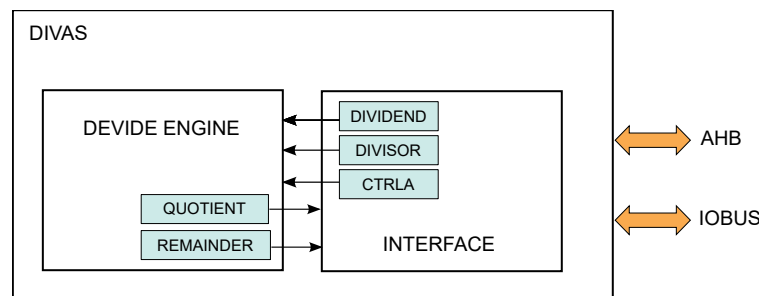 DIVAS
DEVIDE ENGINE
DIVIDEND
DIVISOR
CTRLA
QUOTIENT
REMAINDER
INTERFACE
AHB
IOBUS